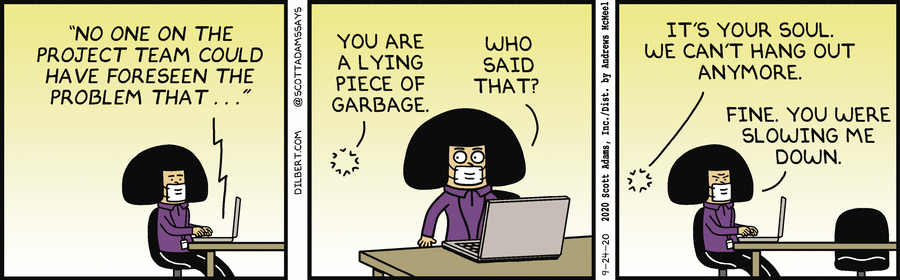 "NO ONE ON THE
PROJECT TEAM COULD
HAVE FORESEEN THE
PROBLEM THAT . . ."
DILBERT.COM @SCOTTADAMSSAYS
YOU ARE
A LYING
PIECE OF
GARBAGE.
WHO
SAID
THAT?
9-24-20 2020 Scott Adams, Inc./Dist. by Andrews McMeel
IT'S YOUR SOUL.
WE CAN'T HANG OUT
ANYMORE.
FINE. YOU WERE
SLOWING ME
DOWN.